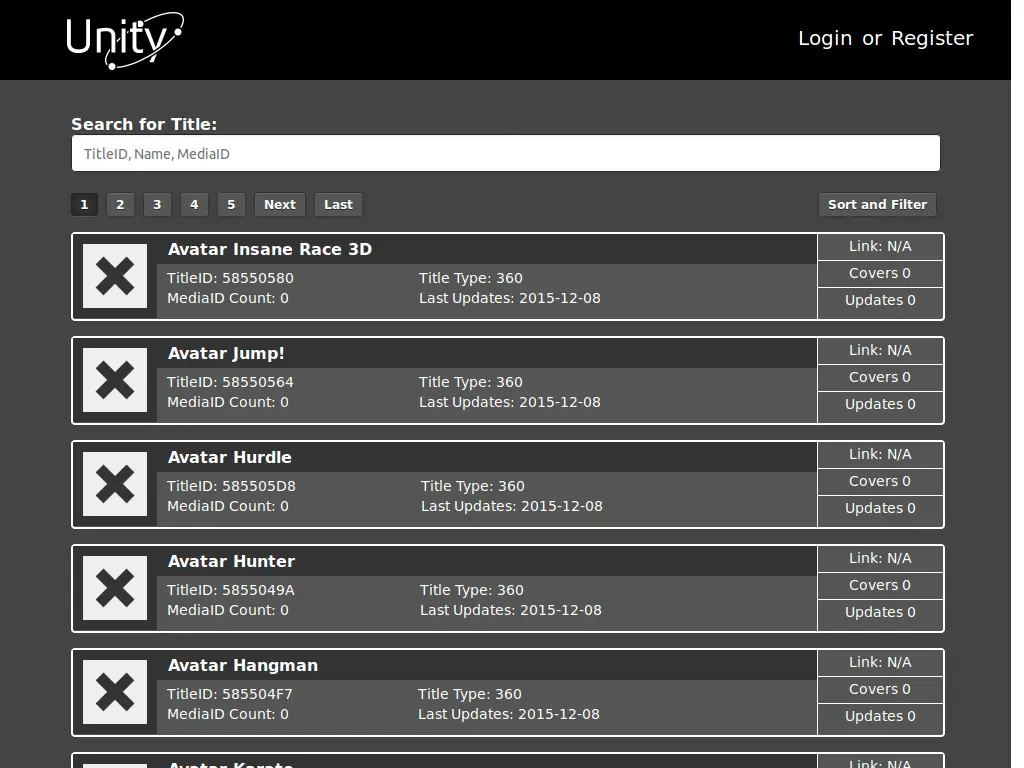 Unity
Login or Register
Search for Title:
TitleID, Name, MediaID
1 2 3 4 5 Next Last Sort and Filter
Avatar Insane Race 3D
Link: N/A
TitleID: 58550580 Title Type: 360
Covers 0
MediaID Count: 0 Last Updates: 2015-12-08
Updates 0
Avatar Jump!
Link: N/A
TitleID: 58550564 Title Type: 360
Covers 0
MediaID Count: 0 Last Updates: 2015-12-08
Updates 0
Avatar Hurdle
Link: N/A
TitleID: 585505D8 Title Type: 360
Covers 0
MediaID Count: 0 Last Updates: 2015-12-08
Updates 0
Avatar Hunter
Link: N/A
TitleID: 5855049A Title Type: 360
Covers 0
MediaID Count: 0 Last Updates: 2015-12-08
Updates 0
Avatar Hangman
Link: N/A
TitleID: 585504F7 Title Type: 360
Covers 0
MediaID Count: 0 Last Updates: 2015-12-08
Updates 0
Avatar Karate
Link: N/A